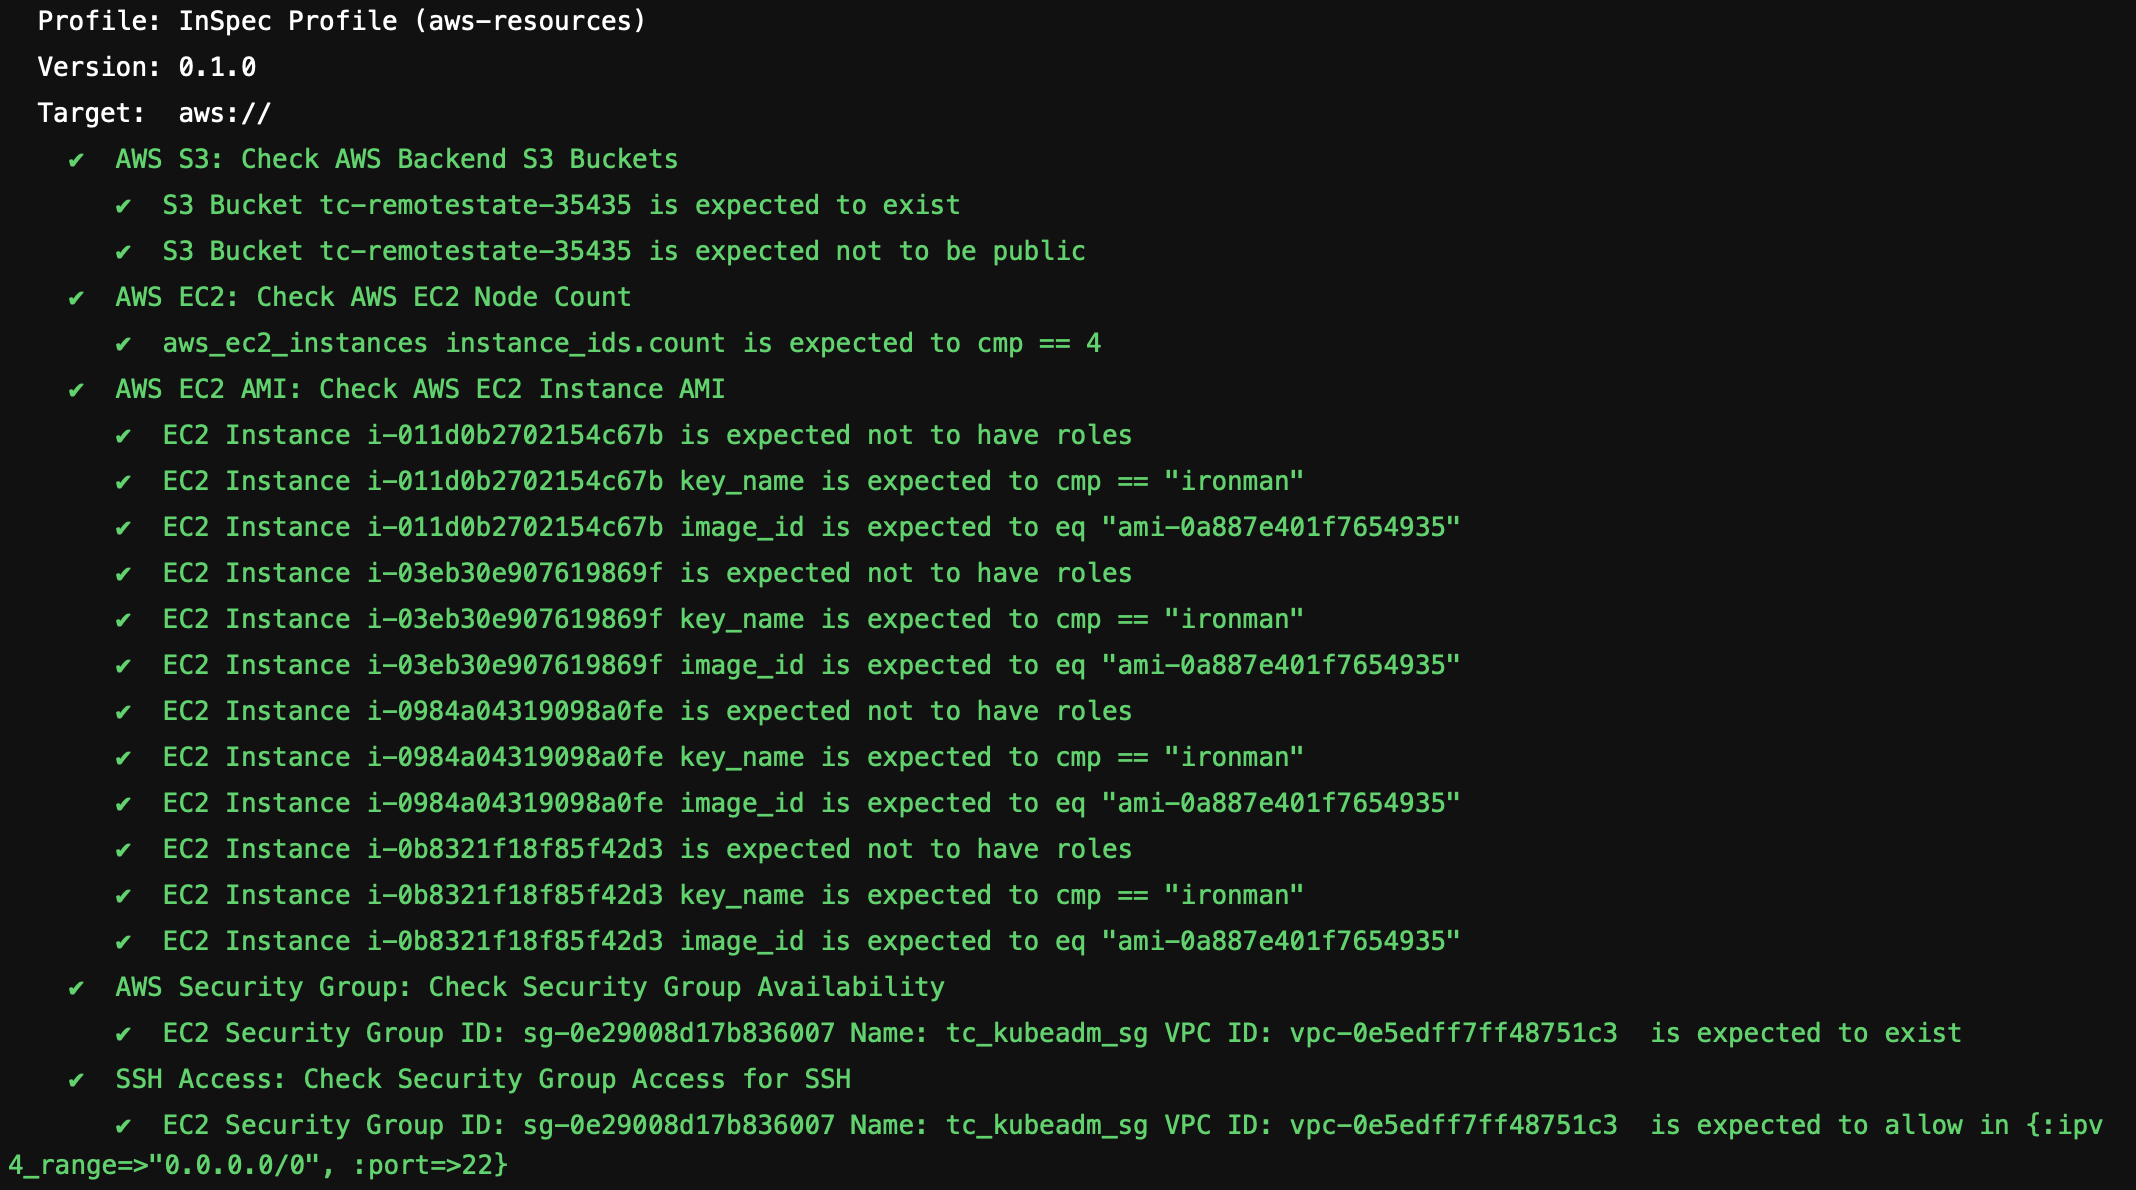 Profile: InSpec Profile (aws-resources)
Version: 0.1.0
Target:  aws://
✔  AWS S3: Check AWS Backend S3 Buckets
✔  S3 Bucket tc-remotestate-35435 is expected to exist
✔  S3 Bucket tc-remotestate-35435 is expected not to be public
✔  AWS EC2: Check AWS EC2 Node Count
✔  aws_ec2_instances instance_ids.count is expected to cmp == 4
✔  AWS EC2 AMI: Check AWS EC2 Instance AMI
✔  EC2 Instance i-011d0b2702154c67b is expected not to have roles
✔  EC2 Instance i-011d0b2702154c67b key_name is expected to cmp == "ironman"
✔  EC2 Instance i-011d0b2702154c67b image_id is expected to eq "ami-0a887e401f7654935"
✔  EC2 Instance i-03eb30e907619869f is expected not to have roles
✔  EC2 Instance i-03eb30e907619869f key_name is expected to cmp == "ironman"
✔  EC2 Instance i-03eb30e907619869f image_id is expected to eq "ami-0a887e401f7654935"
✔  EC2 Instance i-0984a04319098a0fe is expected not to have roles
✔  EC2 Instance i-0984a04319098a0fe key_name is expected to cmp == "ironman"
✔  EC2 Instance i-0984a04319098a0fe image_id is expected to eq "ami-0a887e401f7654935"
✔  EC2 Instance i-0b8321f18f85f42d3 is expected not to have roles
✔  EC2 Instance i-0b8321f18f85f42d3 key_name is expected to cmp == "ironman"
✔  EC2 Instance i-0b8321f18f85f42d3 image_id is expected to eq "ami-0a887e401f7654935"
✔  AWS Security Group: Check Security Group Availability
✔  EC2 Security Group ID: sg-0e29008d17b836007 Name: tc_kubeadm_sg VPC ID: vpc-0e5edff7ff48751c3  is expected to exist
✔  SSH Access: Check Security Group Access for SSH
✔  EC2 Security Group ID: sg-0e29008d17b836007 Name: tc_kubeadm_sg VPC ID: vpc-0e5edff7ff48751c3  is expected to allow in {:ipv
4_range=>"0.0.0.0/0", :port=>22}